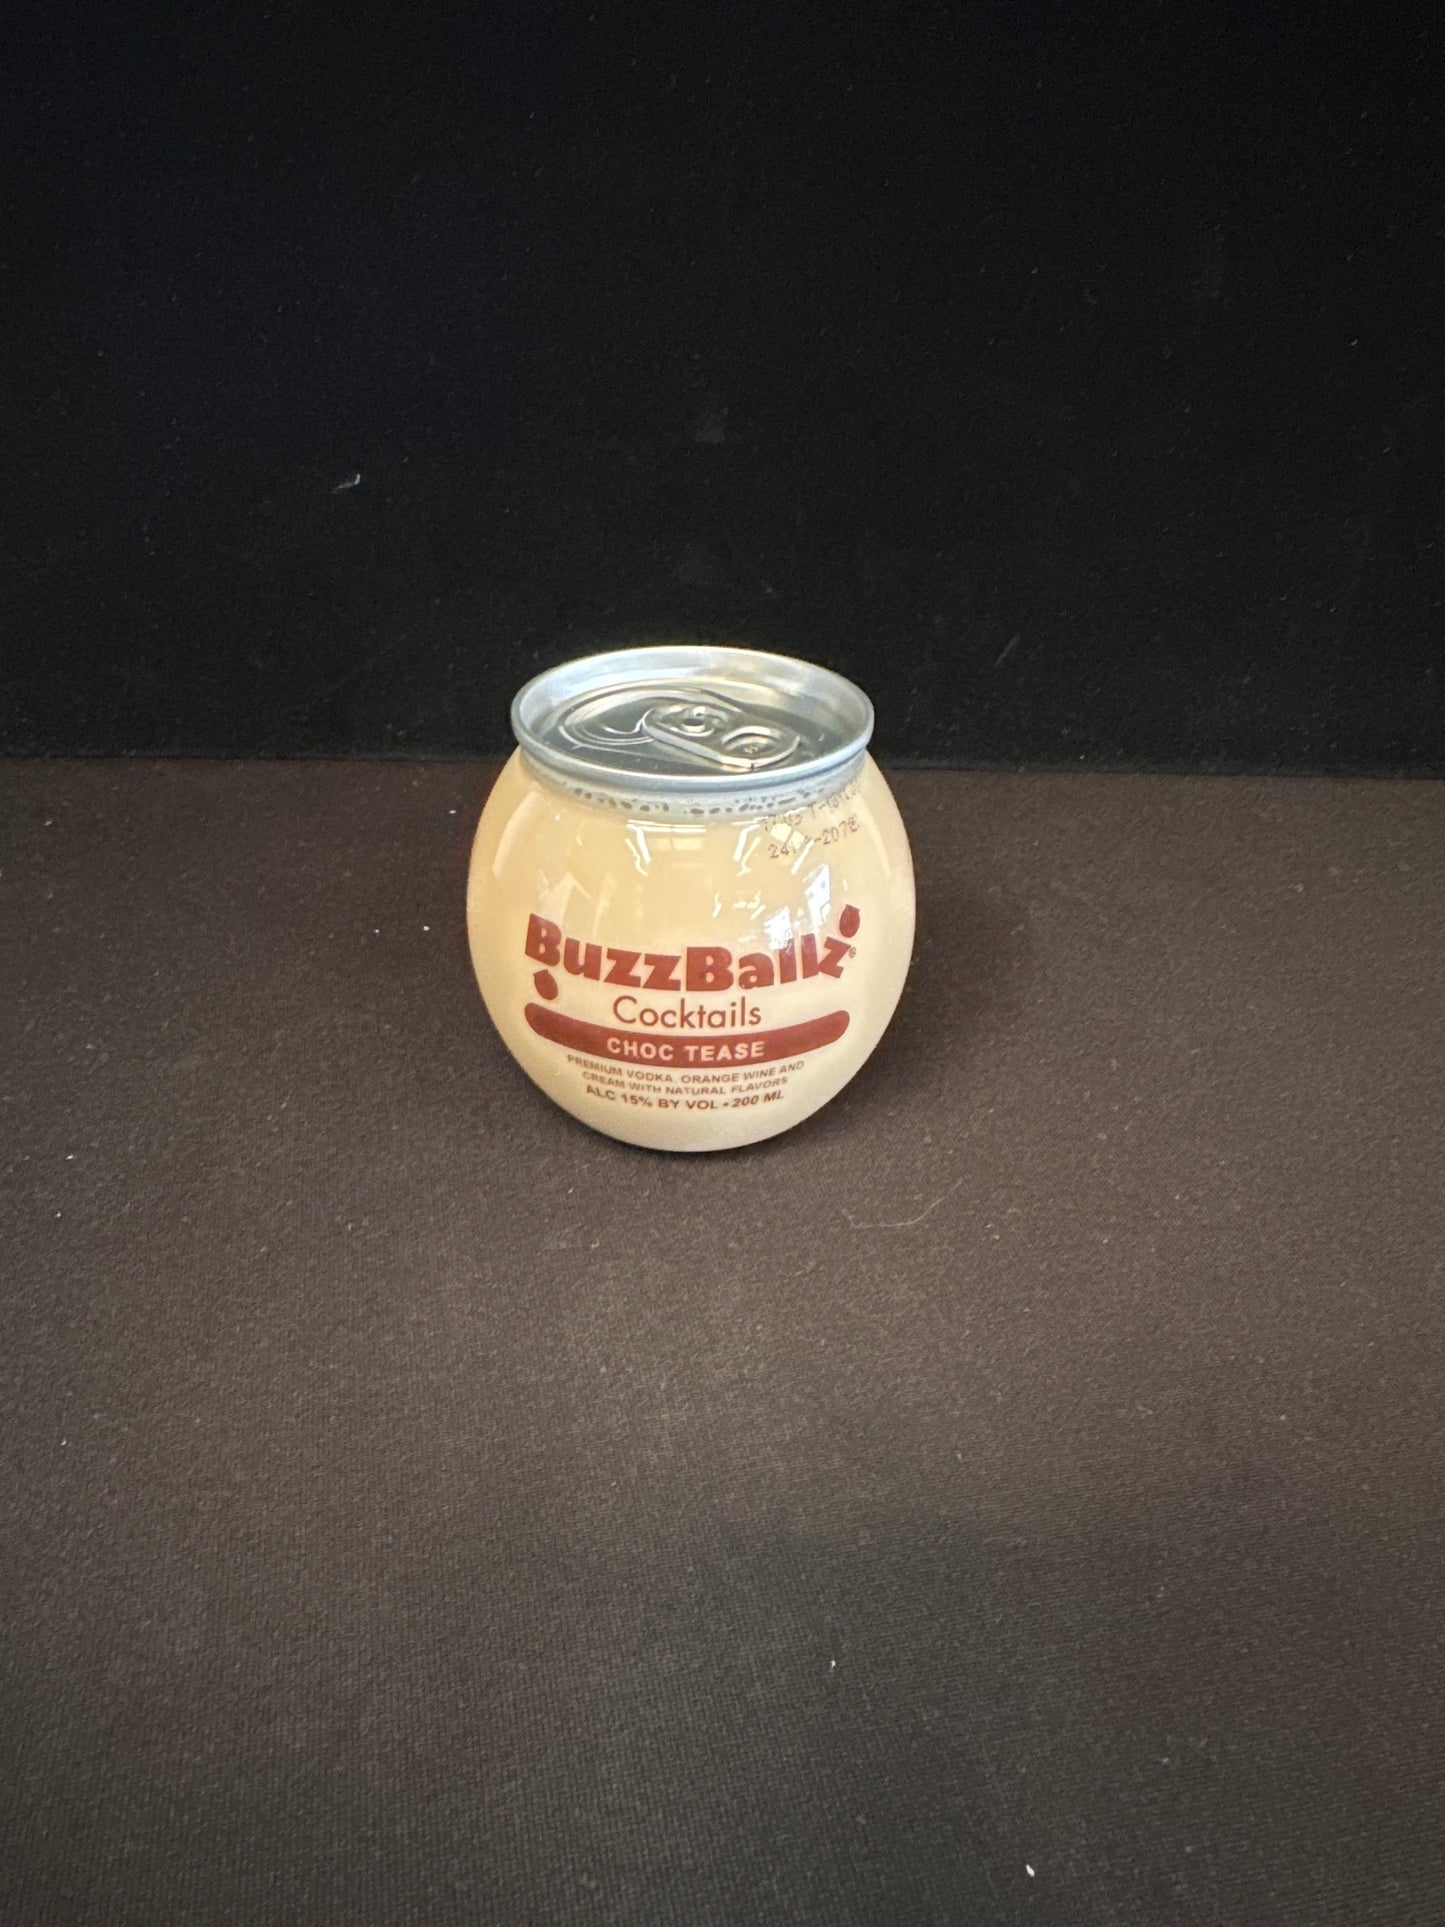 BuzzBallz®
Cocktails
CHOC TEASE
PREMIUM VODKA, ORANGE WINE AND
CREAM WITH NATURAL FLAVORS
ALC 15% BY VOL • 200 ML